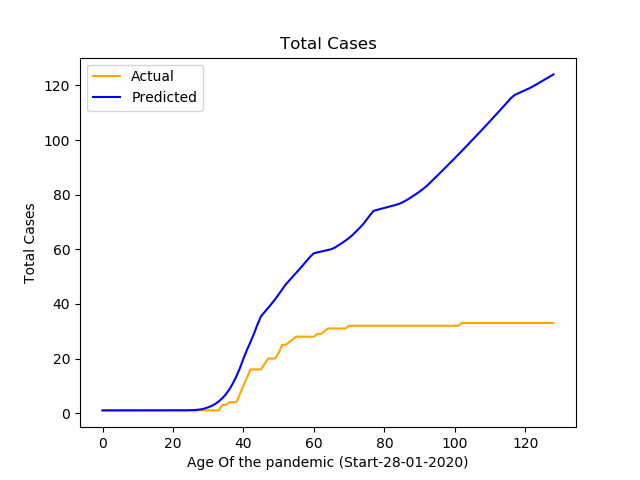 Total Cases
Actual
Predicted
Total Cases
120
100
80
60
40
20
0
0 20 40 60 80 100 120
Age Of the pandemic (Start-28-01-2020)